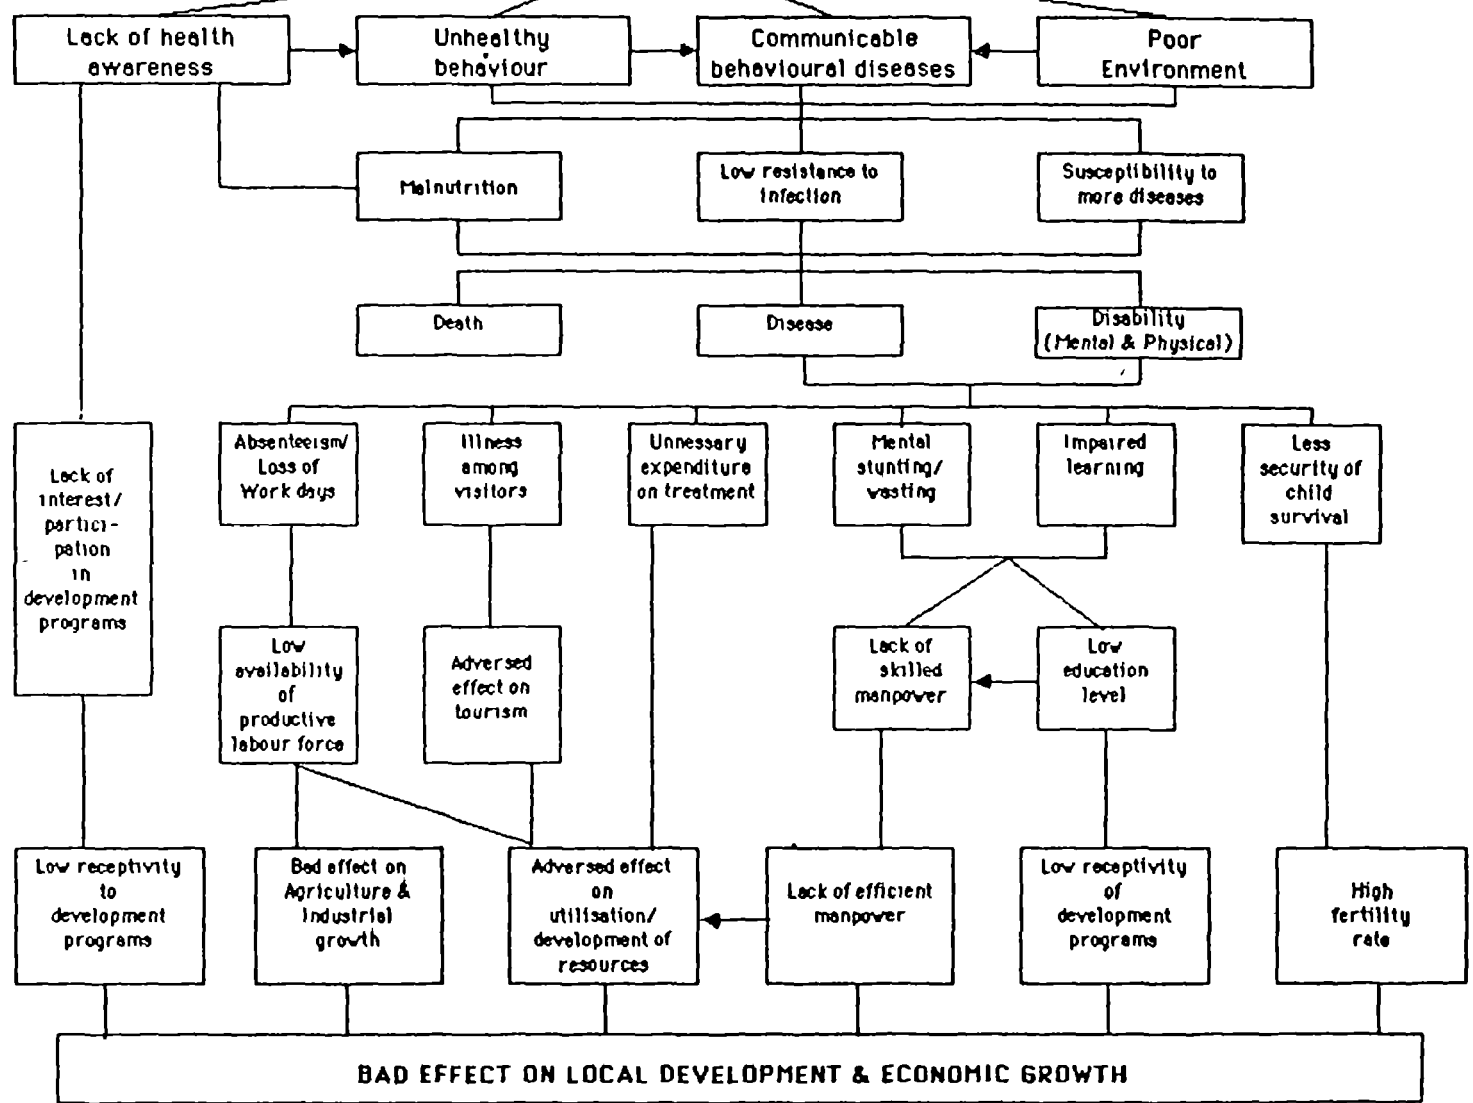 Lack of health
awareness
Unhealthy
behaviour
Communicable
behavioural diseases
Poor
Environment
Malnutrition
Low resistance to
infection
Susceptibility to
more diseases
Death
Disease
Disability
(Mental & Physical)
Lack of
interest/
partici-
pation
in
development
programs
Absenteeism/
Loss of
Work days
Illness
among
visitors
Unnessary
expenditure
on treatment
Mental
stunting/
wasting
Impaired
learning
Less
security of
child
survival
Low
availability
of
productive
labour force
Adversed
effect on
tourism
Lack of
skilled
manpower
Low
education
level
Low receptivity
to
development
programs
Bad effect on
Agriculture &
Industrial
growth
Adversed effect
on
utilisation/
development of
resources
Lack of efficient
manpower
Low receptivity
of
development
programs
High
fertility
rate
BAD EFFECT ON LOCAL DEVELOPMENT & ECONOMIC GROWTH